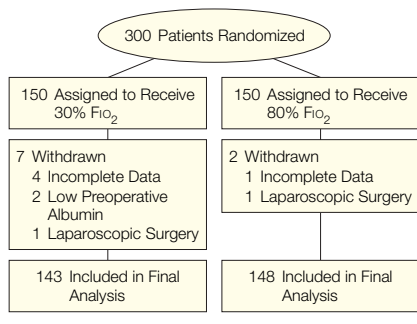 300 Patients Randomized
150 Assigned to Receive
30% FIO2
150 Assigned to Receive
80% FIO2
7 Withdrawn
4 Incomplete Data
2 Low Preoperative
Albumin
1 Laparoscopic Surgery
2 Withdrawn
1 Incomplete Data
1 Laparoscopic Surgery
143 Included in Final
Analysis
148 Included in Final
Analysis